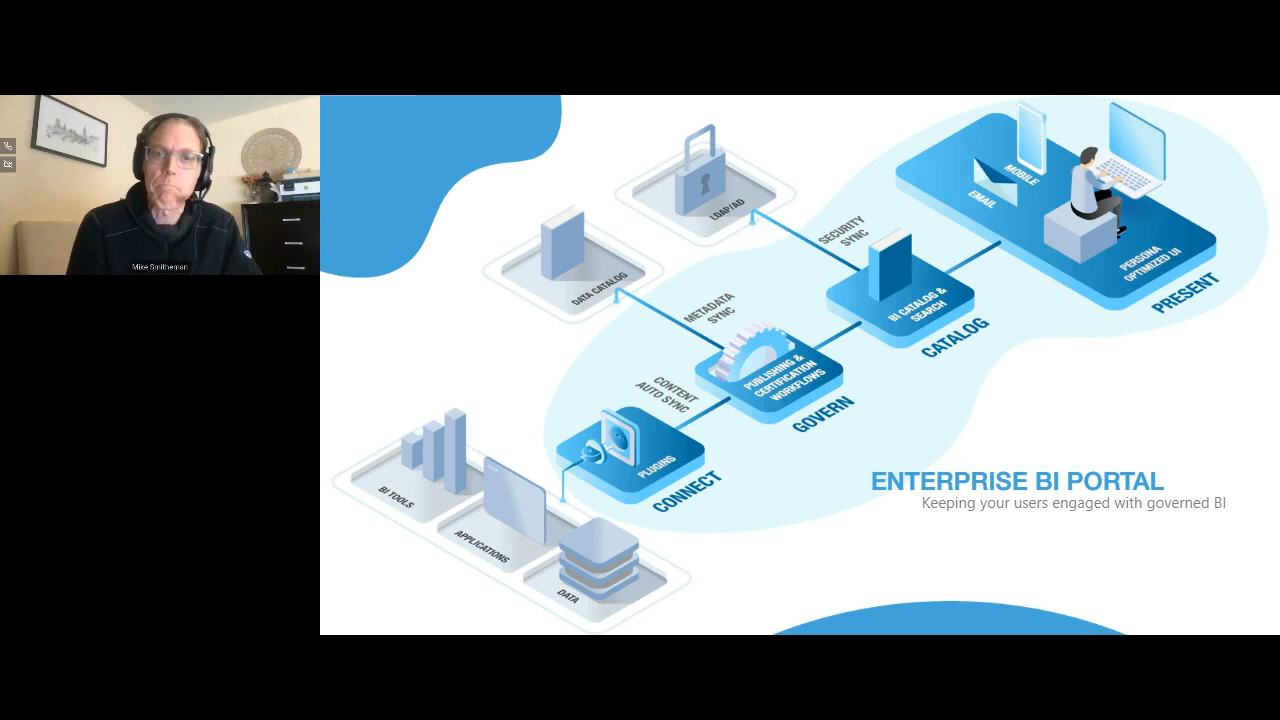 Mike Smitheman
LDAP/AD
DATA CATALOG
SECURITY
SYNC
METADATA
SYNC
CONTENT
AUTO SYNC
MOBILE
EMAIL
PERSONA
OPTIMIZED UI
PRESENT
BI CATALOG &
SEARCH
CATALOG
PUBLISHING &
CERTIFICATION
WORKFLOWS
GOVERN
PLUGINS
CONNECT
BI TOOLS
APPLICATIONS
DATA
ENTERPRISE BI PORTAL
Keeping your users engaged with governed BI